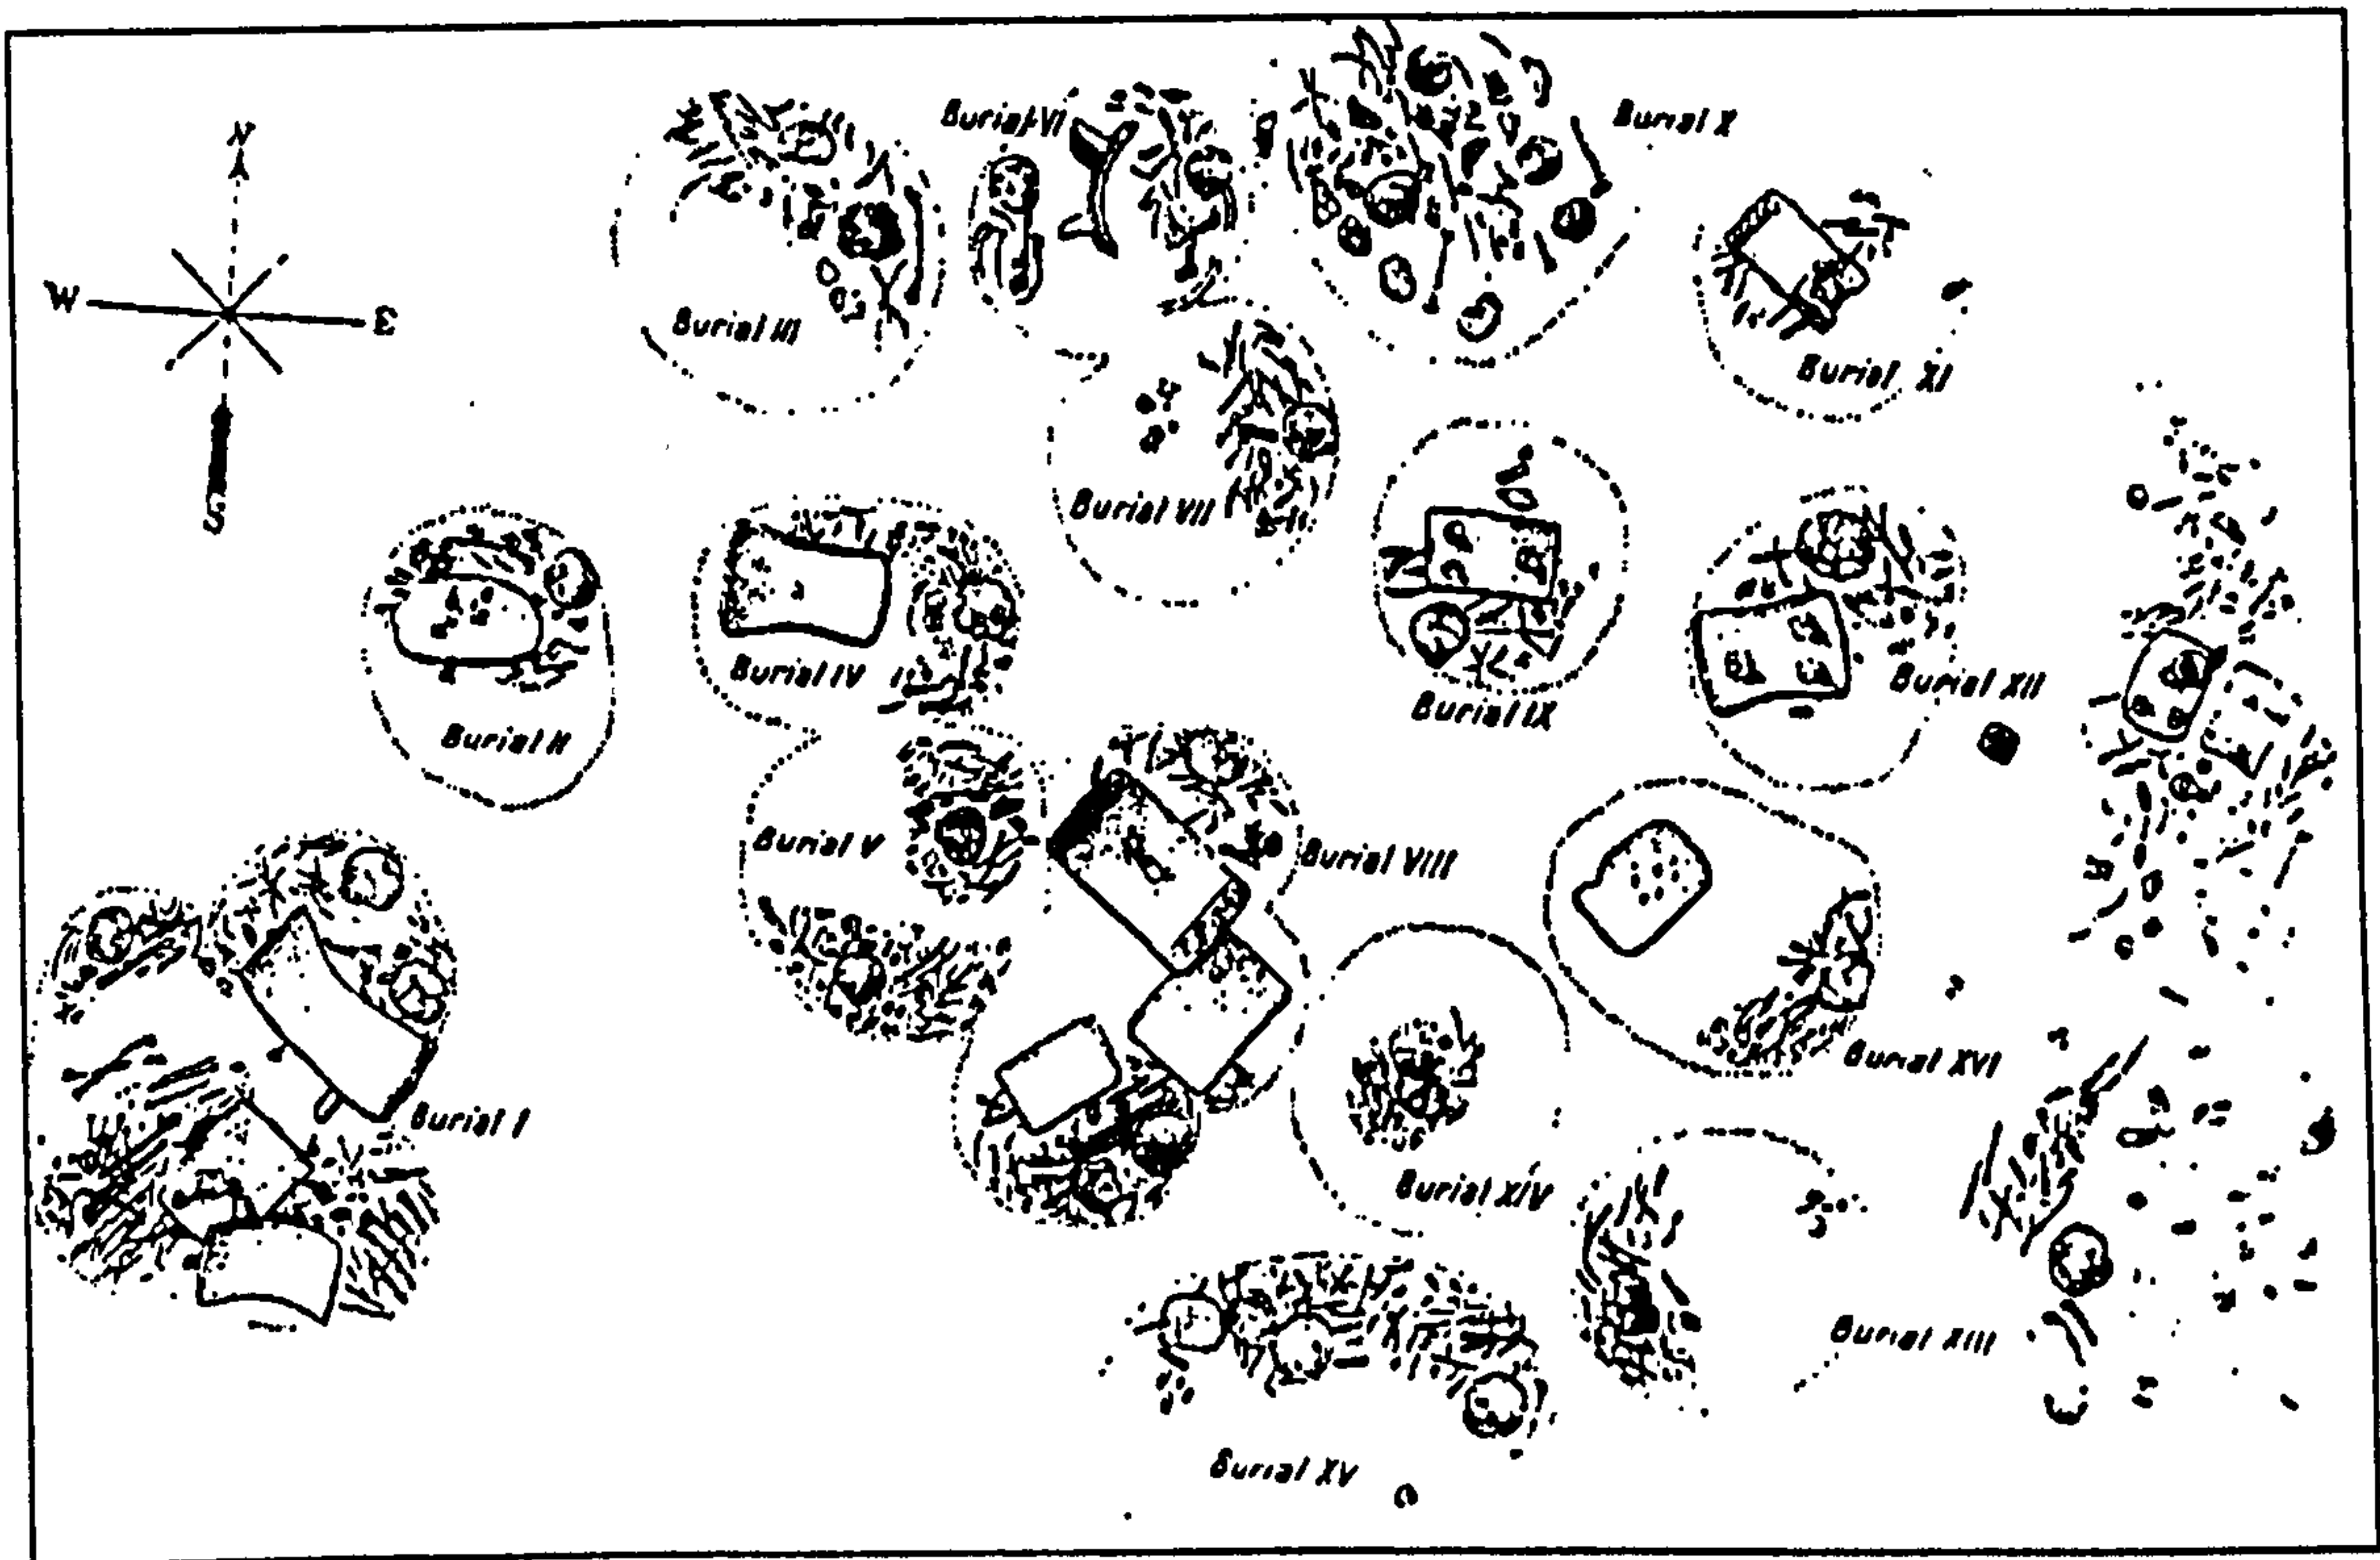 N
W
E
S
Burial VI
Burial X
Burial III
Burial XI
Burial VII
Burial IV
Burial XII
Burial IX
Burial II
Burial V
Burial VIII
Burial XVI
Burial I
Burial XIV
Burial XIII
Burial XV